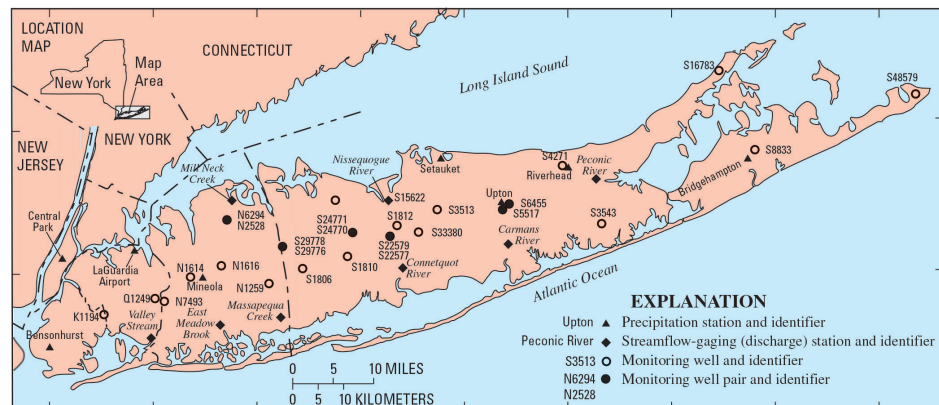 LOCATION
MAP
New York
Map
Area
CONNECTICUT
NEW YORK
NEW
JERSEY
Long Island Sound
Atlantic Ocean
S16783
S48579
S8833
Bridgehampton
S4271
Riverhead
Peconic
River
Setauket
Nissequogue
River
Mill Neck
Creek
S15622
Upton
S6455
S5517
S3513
S3543
Carmans
River
N6294
N2528
S24771
S24770
S1812
S33380
S22579
S22577
S29778
S29776
S1810
Connetquot
River
Central
Park
LaGuardia
Airport
N1614
N1616
Mineola
N1259
S1806
Q1249
N7493
K1194
Valley
Stream
East
Meadow
Brook
Massapequa
Creek
Bensonhurst
0 5 10 MILES
0 5 10 KILOMETERS
EXPLANATION
Upton Precipitation station and identifier
Peconic River Streamflow-gaging (discharge) station and identifier
S3513 Monitoring well and identifier
N6294 Monitoring well pair and identifier
N2528